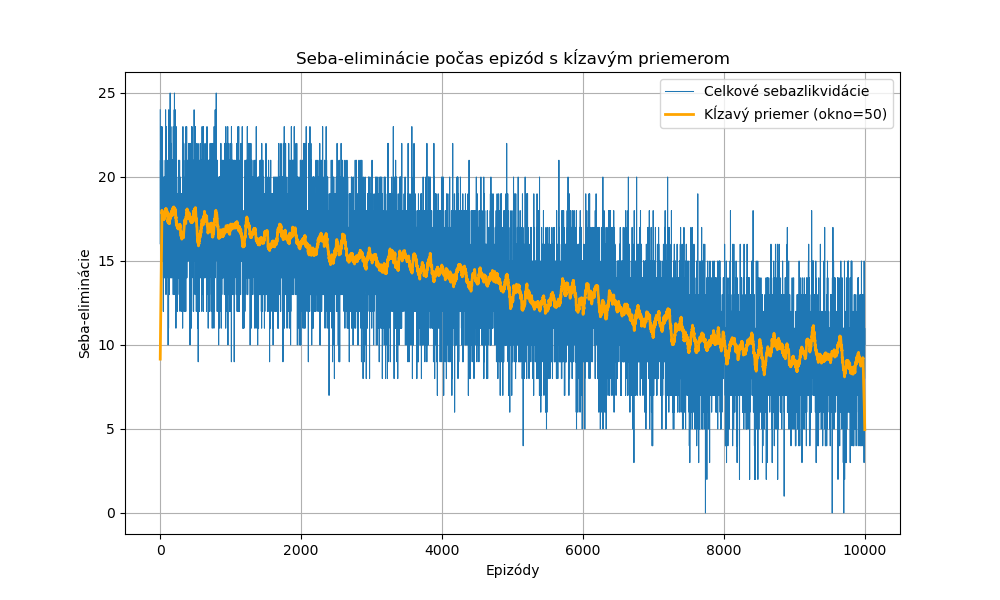 Seba-eliminácie počas epizód s kĺzavým priemerom
Celkové sebazlikvidácie
Kĺzavý priemer (okno=50)
25
20
15
10
5
0
Seba-eliminácie
0 2000 4000 6000 8000 10000
Epizódy